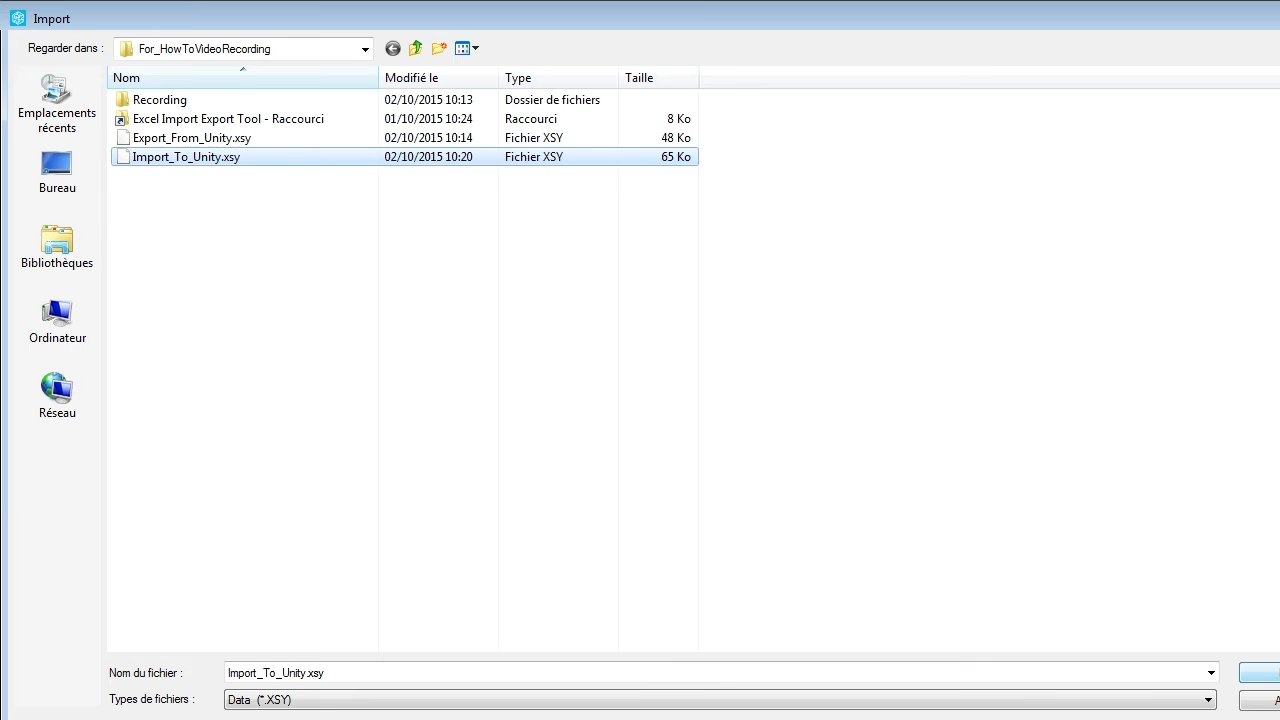 Import
Regarder dans : For_HowToVideoRecording
Nom Modifié le Type Taille
Recording 02/10/2015 10:13 Dossier de fichiers
Excel Import Export Tool - Raccourci 01/10/2015 10:24 Raccourci 8 Ko
Export_From_Unity.xsy 02/10/2015 10:14 Fichier XSY 48 Ko
Import_To_Unity.xsy 02/10/2015 10:20 Fichier XSY 65 Ko
Emplacements
récents
Bureau
Bibliothèques
Ordinateur
Réseau
Nom du fichier : Import_To_Unity.xsy
Types de fichiers : Data (*.XSY)